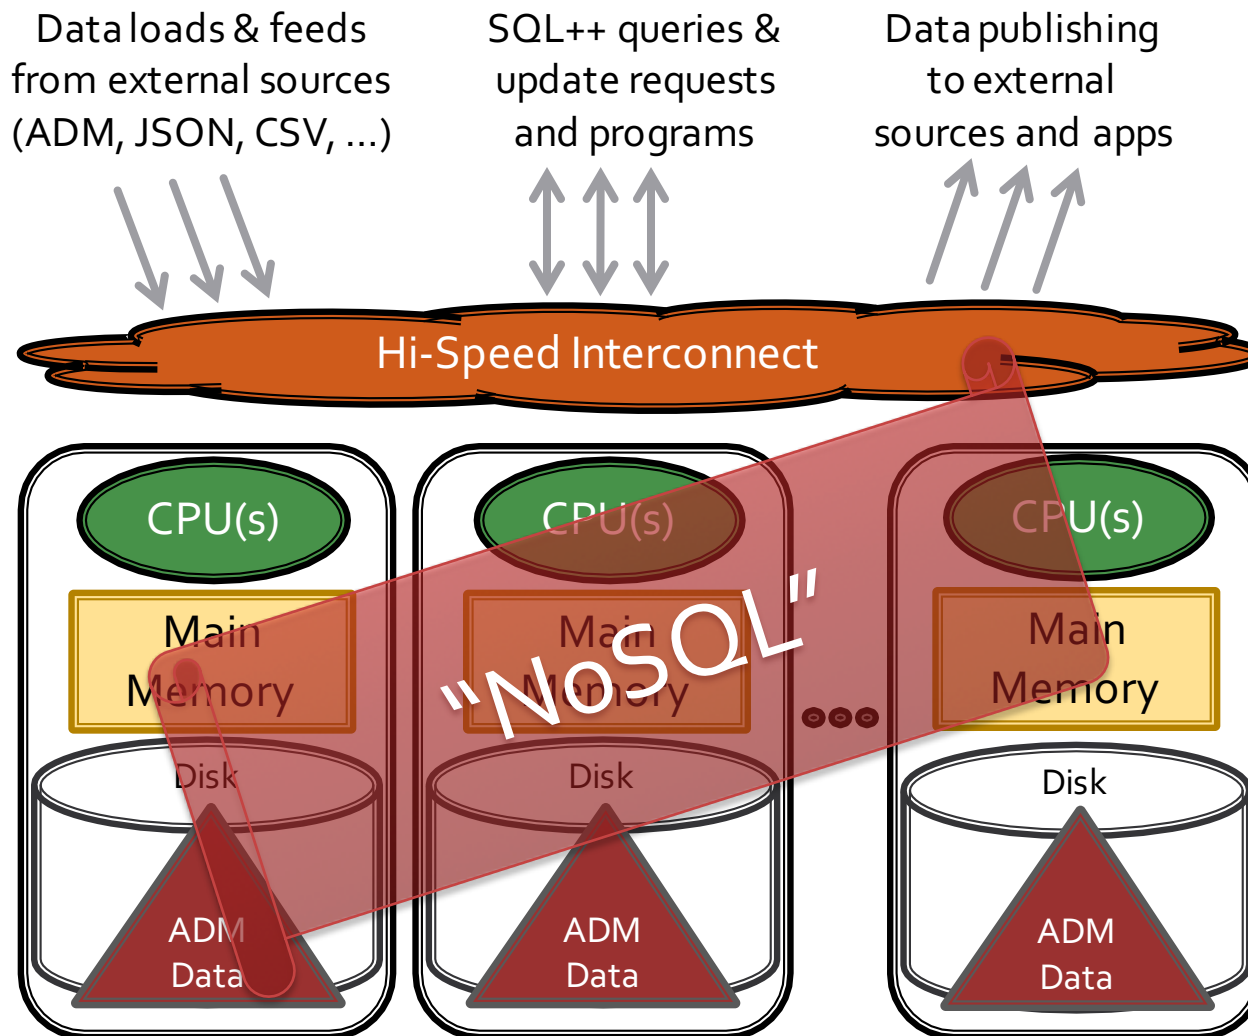 Data loads & feeds
from external sources
(ADM, JSON, CSV, ...)
SQL++ queries &
update requests
and programs
Data publishing
to external
sources and apps
Hi-Speed Interconnect
CPU(s)
Main
Memory
Disk
ADM
Data
CPU(s)
Main
Memory
Disk
ADM
Data
"NoSQL"
CPU(s)
Main
Memory
Disk
ADM
Data